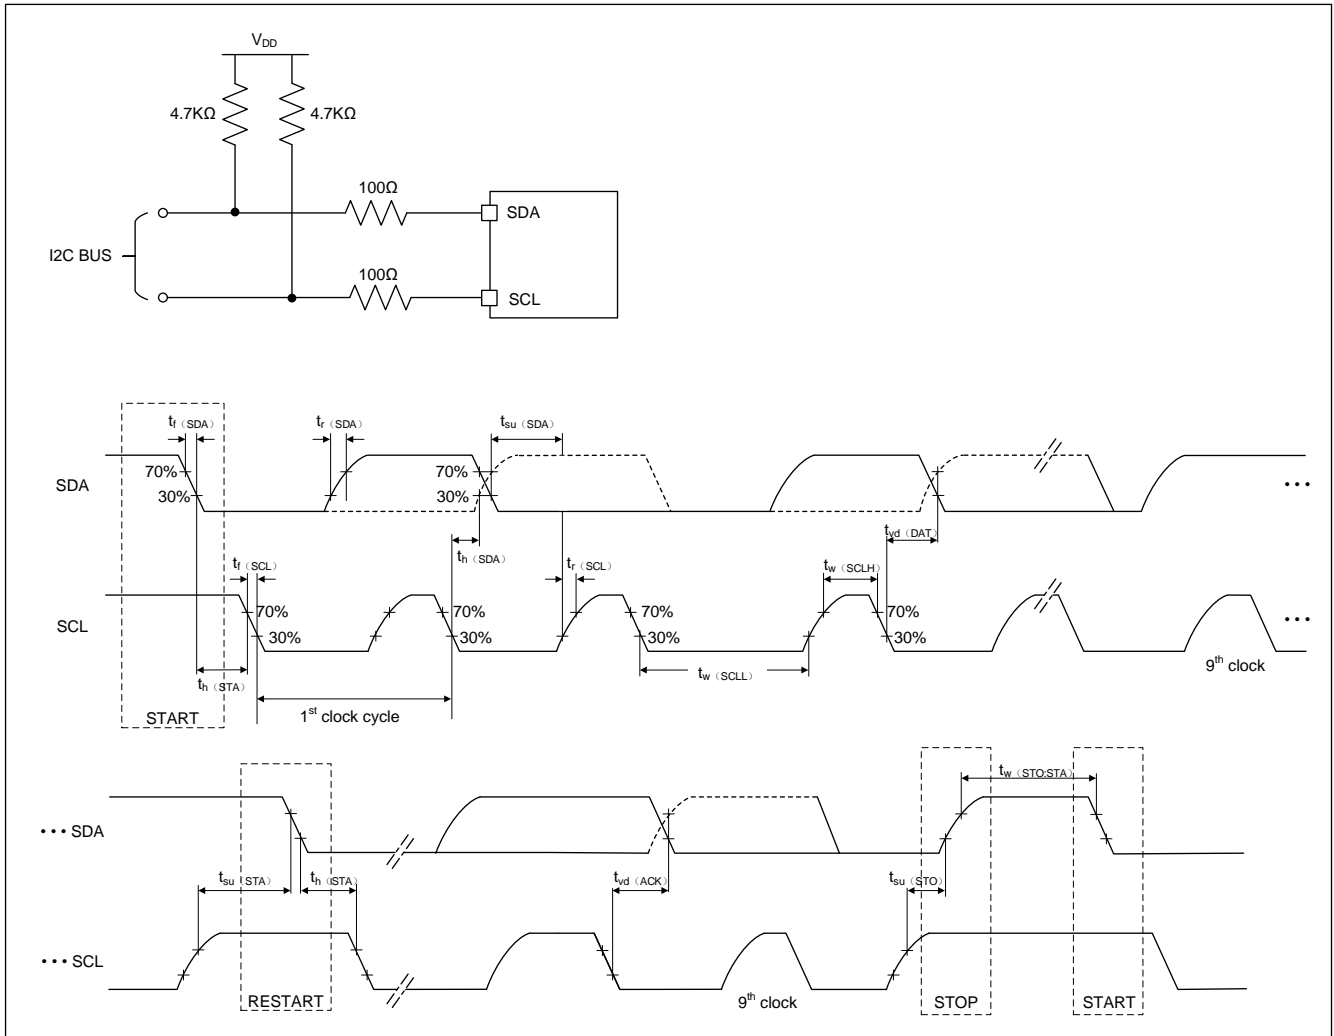 VDD
4.7KΩ 4.7KΩ
100Ω
SDA
I2C BUS
100Ω
SCL
tf（SDA） tr（SDA） tsu（SDA）
70% 70%
SDA
30% 30%
•••
tvd（DAT）
th（SDA）
tf（SCL） tr（SCL） tw（SCLH）
70% 70% 70% 70%
SCL
30% 30% 30% 30%
•••
9th clock
th（STA） tw（SCLL）
START 1st clock cycle
tw（STO:STA）
••• SDA
tsu（STA） th（STA） tvd（ACK） tsu（STO）
••• SCL
RESTART 9th clock STOP START